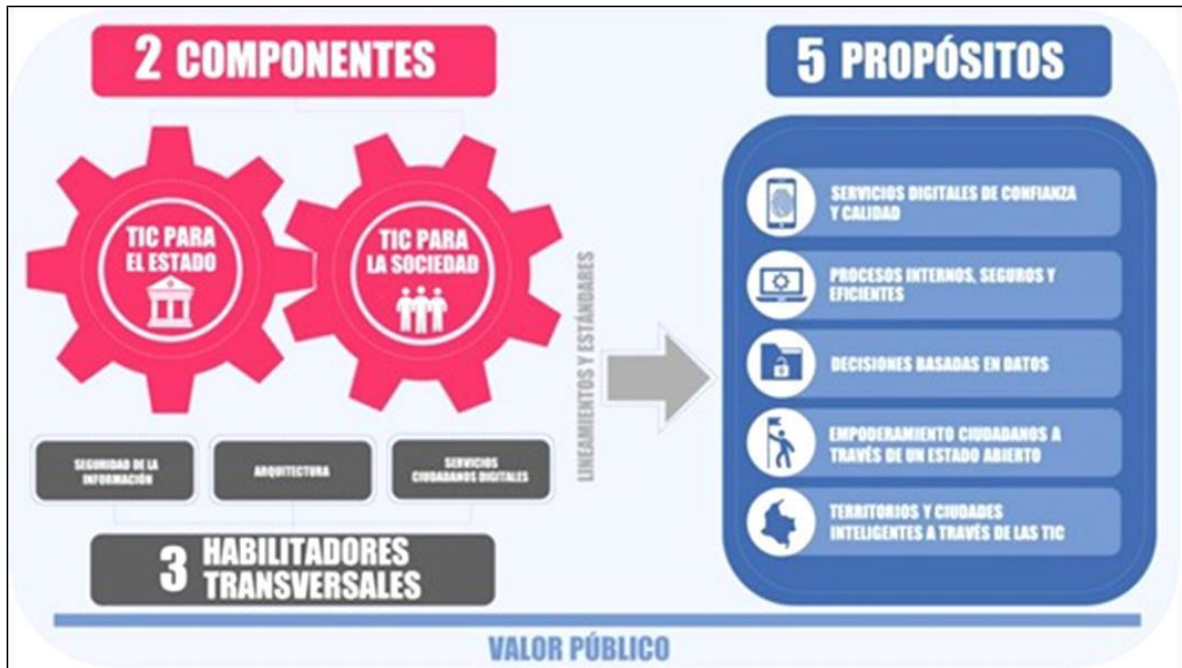 2 COMPONENTES
TIC PARA
EL ESTADO
TIC PARA
LA SOCIEDAD
SEGURIDAD DE LA
INFORMACIÓN
ARQUITECTURA
SERVICIOS
CIUDADANOS DIGITALES
3 HABILITADORES
TRANSVERSALES
LINEAMIENTOS Y ESTÁNDARES
5 PROPÓSITOS
SERVICIOS DIGITALES DE CONFIANZA
Y CALIDAD
PROCESOS INTERNOS, SEGUROS Y
EFICIENTES
DECISIONES BASADAS EN DATOS
EMPODERAMIENTO CIUDADANOS A
TRAVÉS DE UN ESTADO ABIERTO
TERRITORIOS Y CIUDADES
INTELIGENTES A TRAVÉS DE LAS TIC
VALOR PÚBLICO